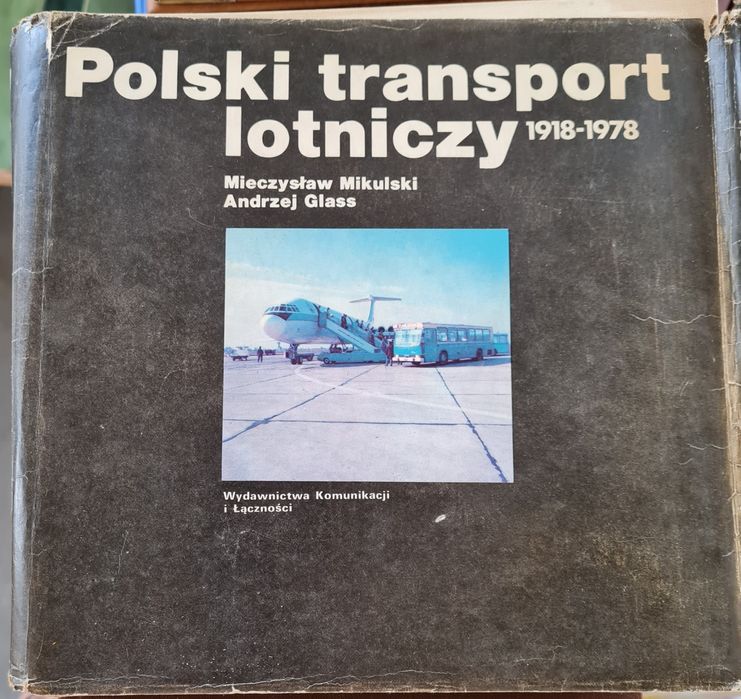 Polski transport
lotniczy 1918-1978
Mieczysław Mikulski
Andrzej Glass
Wydawnictwa Komunikacji
i Łączności